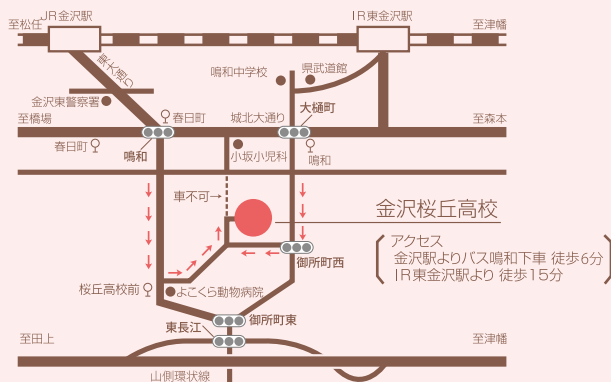 至松任
JR金沢駅
IR東金沢駅
至津幡
駅大通り
鳴和中学校
県武道館
金沢東警察署
春日町
城北大通り
大樋町
至橋場
至森本
春日町
鳴和
小坂小児科
鳴和
車不可→
金沢桜丘高校
アクセス
金沢駅よりバス鳴和下車 徒歩6分
IR東金沢駅より 徒歩15分
御所町西
桜丘高校前
よこくら動物病院
御所町東
東長江
至田上
至津幡
山側環状線